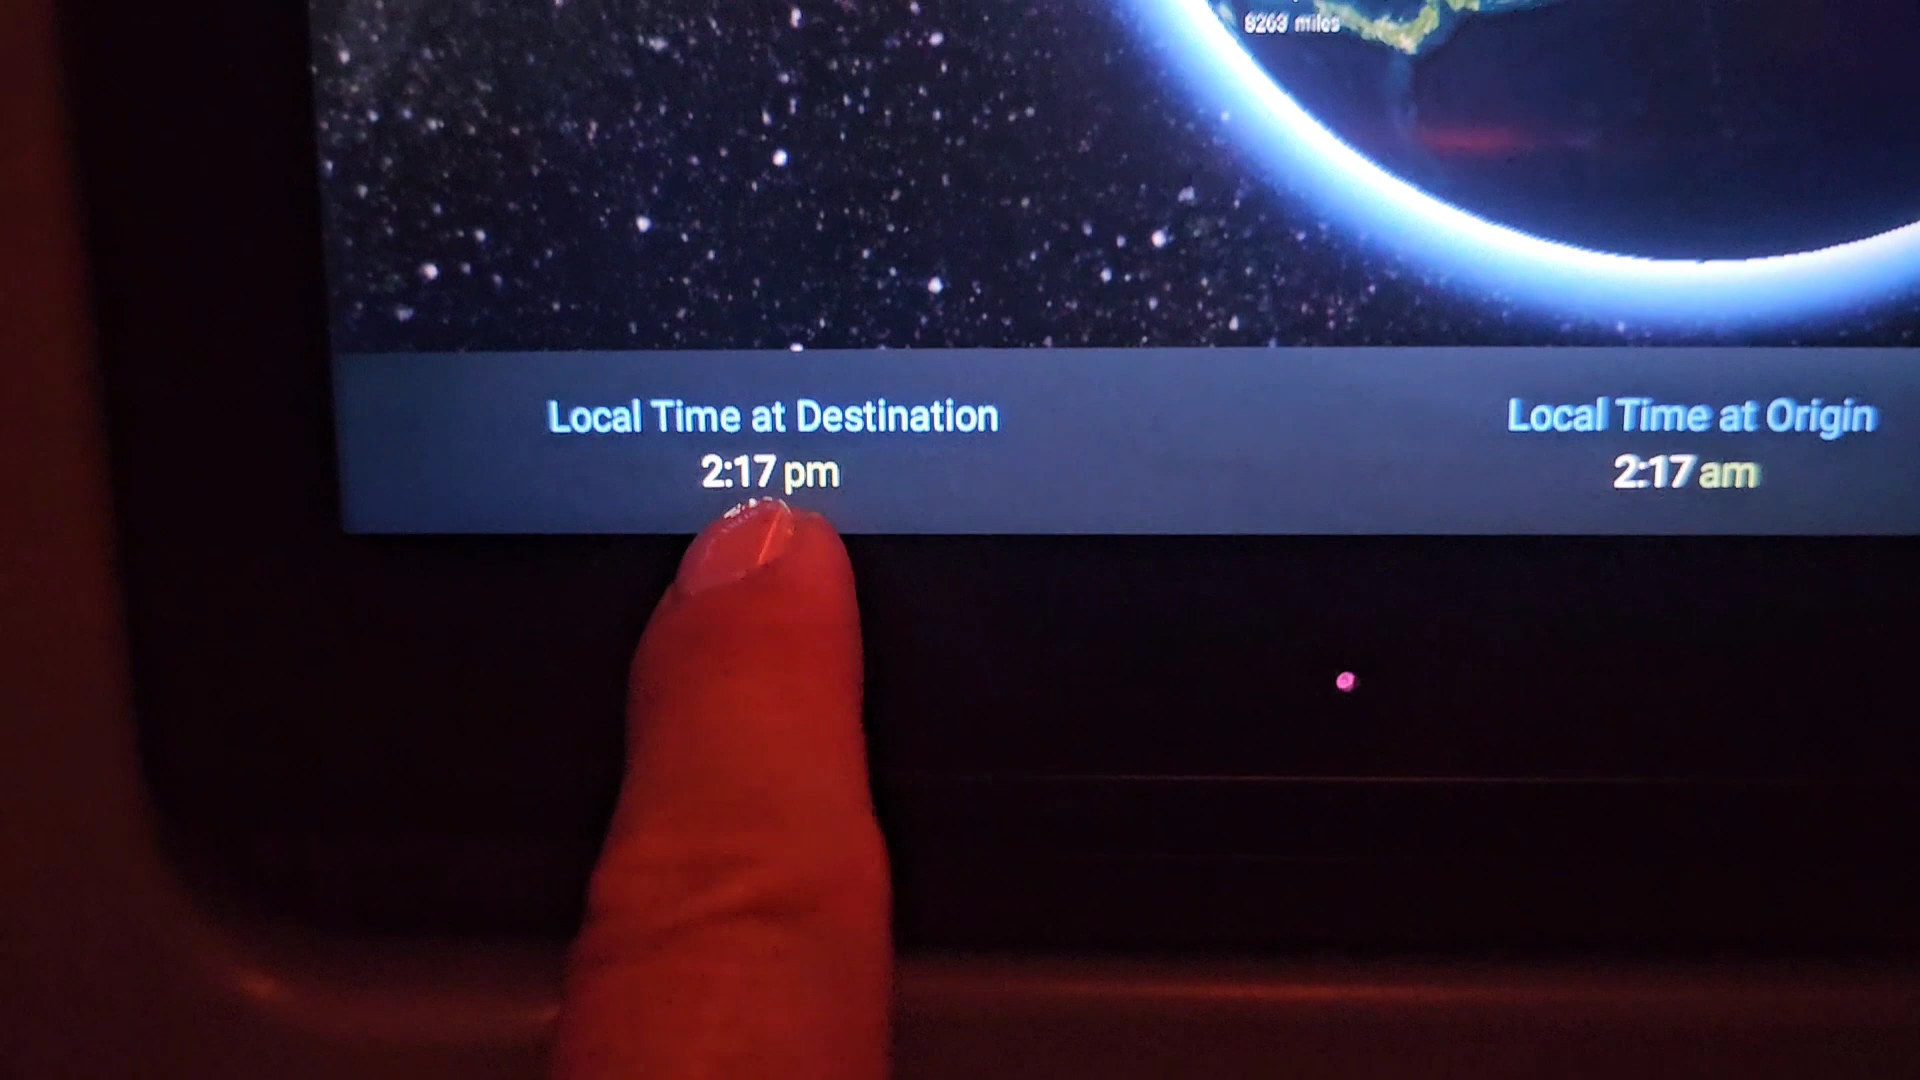 8263 miles
Local Time at Destination
2:17 pm
Local Time at Origin
2:17 am